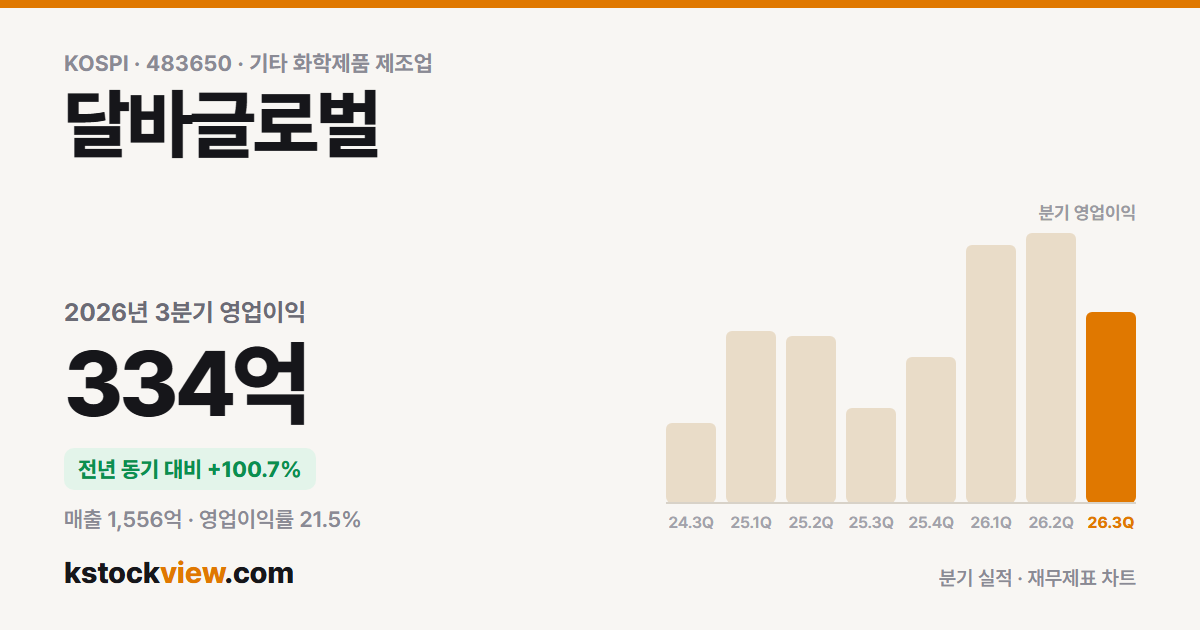 KOSPI · 483650 · 기타 화학제품 제조업
달바글로벌
분기 영업이익
2026년 3분기 영업이익
334억
전년 동기 대비 +100.7%
매출 1,556억 · 영업이익률 21.5%
24.3Q 25.1Q 25.2Q 25.3Q 25.4Q 26.1Q 26.2Q 26.3Q
kstockview.com
분기 실적 · 재무제표 차트